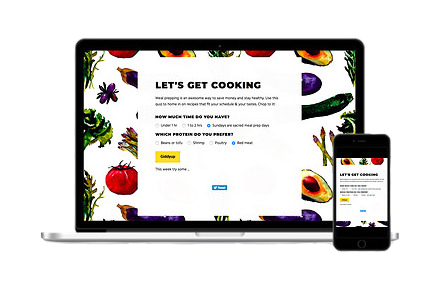 LET'S GET COOKING
Meal prepping is an awesome way to save money and stay healthy. Use this
quiz to home in on recipes that fit your schedule & your tastes. Chop to it!
HOW MUCH TIME DO YOU HAVE?
Under 1 hr 1 to 2 hrs Sundays are sacred meal prep days
WHICH PROTEIN DO YOU PREFER?
Beans or tofu Shrimp Poultry Red meat
Giddyup
This week try some ...
Tweet
LET'S GET COOKING